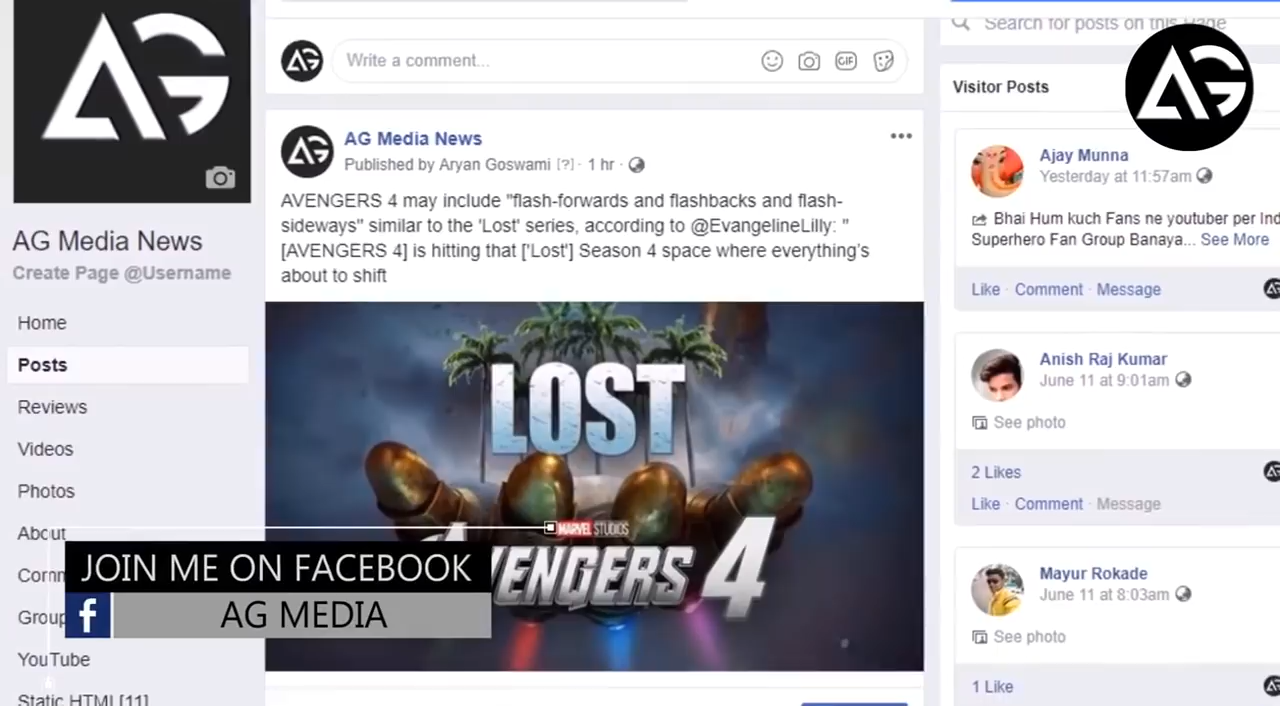 AG
AG Media News
Create Page @Username
Home
Posts
Reviews
Videos
Photos
About
YouTube
Static HTML [11]
Write a comment...
GIF
AG
AG Media News
Published by Aryan Goswami [?] · 1 hr ·
AVENGERS 4 may include "flash-forwards and flashbacks and flash-
sideways" similar to the 'Lost' series, according to @EvangelineLilly: "
[AVENGERS 4] is hitting that ['Lost'] Season 4 space where everything's
about to shift
LOST
MARVEL STUDIOS
AVENGERS 4
JOIN ME ON FACEBOOK
f AG MEDIA
Search for posts on this Page
AG
Visitor Posts
Ajay Munna
Yesterday at 11:57am
Bhai Hum kuch Fans ne youtuber per Ind
Superhero Fan Group Banaya... See More
Like · Comment · Message
Anish Raj Kumar
June 11 at 9:01am
See photo
2 Likes
Like · Comment · Message
Mayur Rokade
June 11 at 8:03am
See photo
1 Like